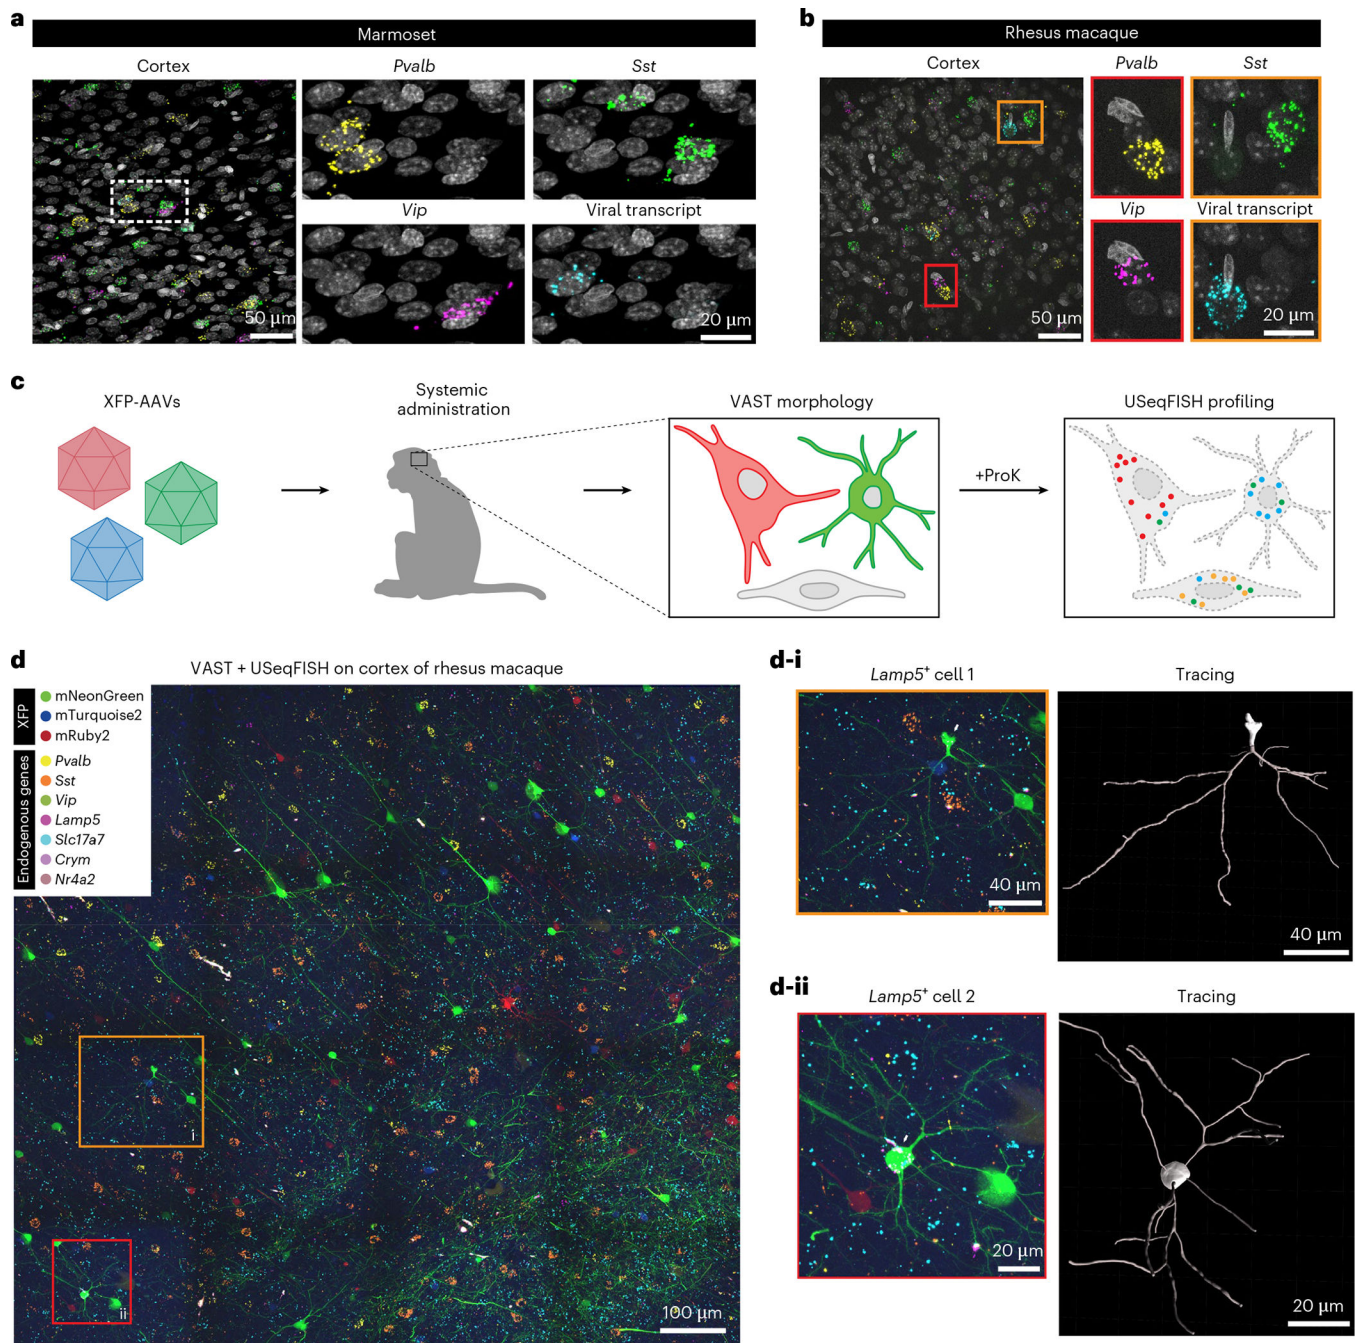 a
Marmoset
Cortex
Pvalb
Sst
Vip
Viral transcript
50 µm
20 µm
b
Rhesus macaque
Cortex
Pvalb
Sst
Vip
Viral transcript
50 µm
20 µm
c
XFP-AAVs
Systemic
administration
VAST morphology
+ProK
USeqFISH profiling
d
VAST + USeqFISH on cortex of rhesus macaque
XFP
mNeonGreen
mTurquoise2
mRuby2
Endogenous genes
Pvalb
Sst
Vip
Lamp5
Slc17a7
Crym
Nr4a2
i
ii
100 µm
d-i
Lamp5⁺ cell 1
Tracing
40 µm
40 µm
d-ii
Lamp5⁺ cell 2
Tracing
20 µm
20 µm